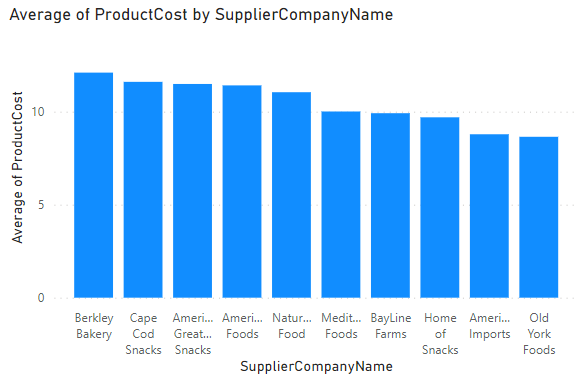 Average of ProductCost by SupplierCompanyName
Average of ProductCost
10
5
0
Berkley Bakery
Cape Cod Snacks
Ameri... Great... Snacks
Ameri... Foods
Natur... Food
Medit... Foods
BayLine Farms
Home of Snacks
Ameri... Imports
Old York Foods
SupplierCompanyName